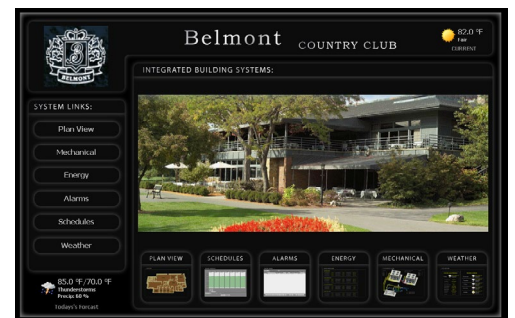 Belmont COUNTRY CLUB
82.0 °F
Fair
CURRENT
BELMONT
INTEGRATED BUILDING SYSTEMS:
SYSTEM LINKS:
Plan View
Mechanical
Energy
Alarms
Schedules
Weather
PLAN VIEW
SCHEDULES
ALARMS
ENERGY
MECHANICAL
WEATHER
85.0 °F/70.0 °F
Thunderstorms
Precip: 60 %
Today's Forcast